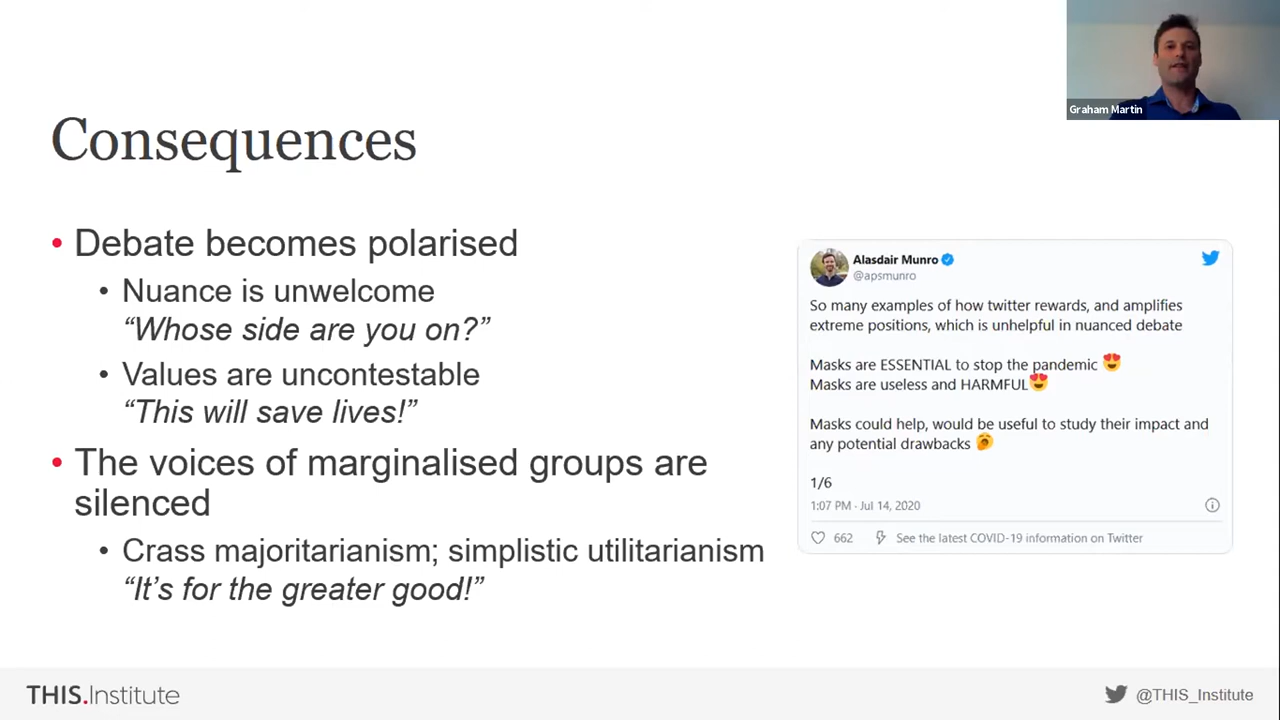 Graham Martin
Consequences
• Debate becomes polarised
• Nuance is unwelcome
“Whose side are you on?”
• Values are uncontestable
“This will save lives!”
• The voices of marginalised groups are
silenced
• Crass majoritarianism; simplistic utilitarianism
“It’s for the greater good!”
Alasdair Munro
@apsmunro
So many examples of how twitter rewards, and amplifies
extreme positions, which is unhelpful in nuanced debate
Masks are ESSENTIAL to stop the pandemic 😍
Masks are useless and HARMFUL😍
Masks could help, would be useful to study their impact and
any potential drawbacks 🥱
1/6
1:07 PM · Jul 14, 2020
662
See the latest COVID-19 information on Twitter
THIS.Institute
@THIS_Institute